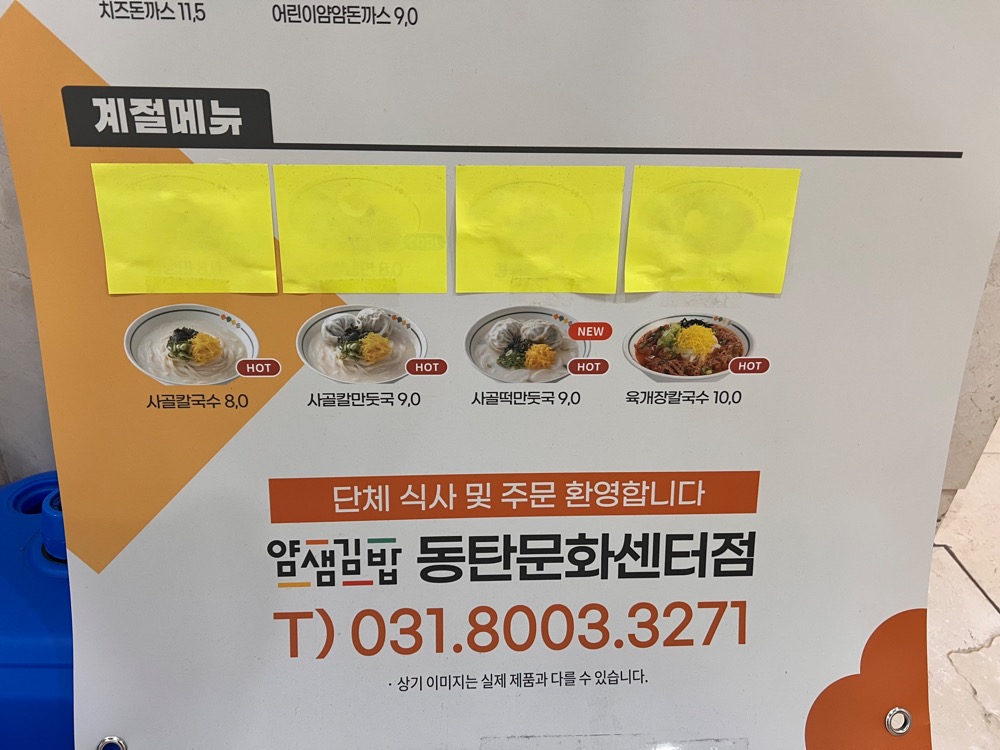 치즈돈까스 11,5
어린이얌얌돈까스 9,0
계절메뉴
NEW
HOT
HOT
HOT
HOT
사골칼국수 8,0
사골칼만둣국 9,0
사골떡만둣국 9,0
육개장칼국수 10,0
단체 식사 및 주문 환영합니다
얌샘김밥 동탄문화센터점
T) 031.8003.3271
· 상기 이미지는 실제 제품과 다를 수 있습니다.